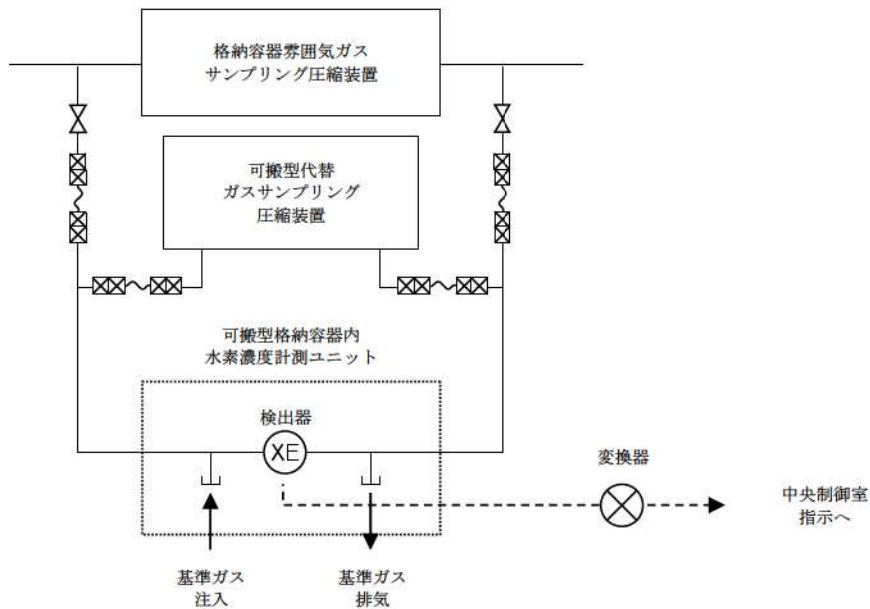 格納容器雰囲気ガス
サンプリング圧縮装置
可搬型代替
ガスサンプリング
圧縮装置
可搬型格納容器内
水素濃度計測ユニット
検出器
XE
変換器
中央制御室
指示へ
基準ガス
注入
基準ガス
排気